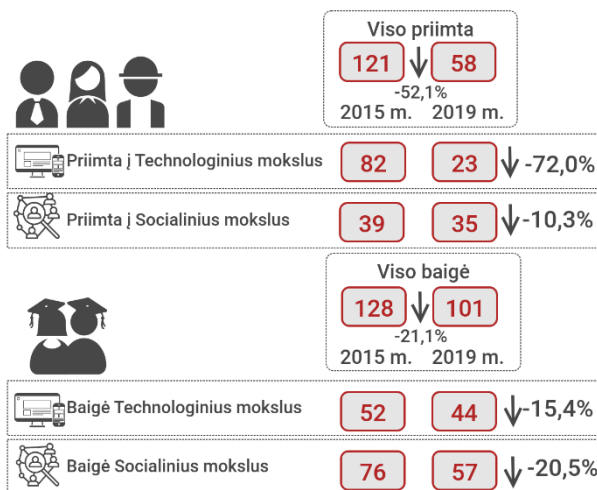 Viso priimta
121 58
-52,1%
2015 m. 2019 m.
Priimta į Technologinius mokslus 82 23 -72,0%
Priimta į Socialinius mokslus 39 35 -10,3%
Viso baigė
128 101
-21,1%
2015 m. 2019 m.
Baigė Technologinius mokslus 52 44 -15,4%
Baigė Socialinius mokslus 76 57 -20,5%